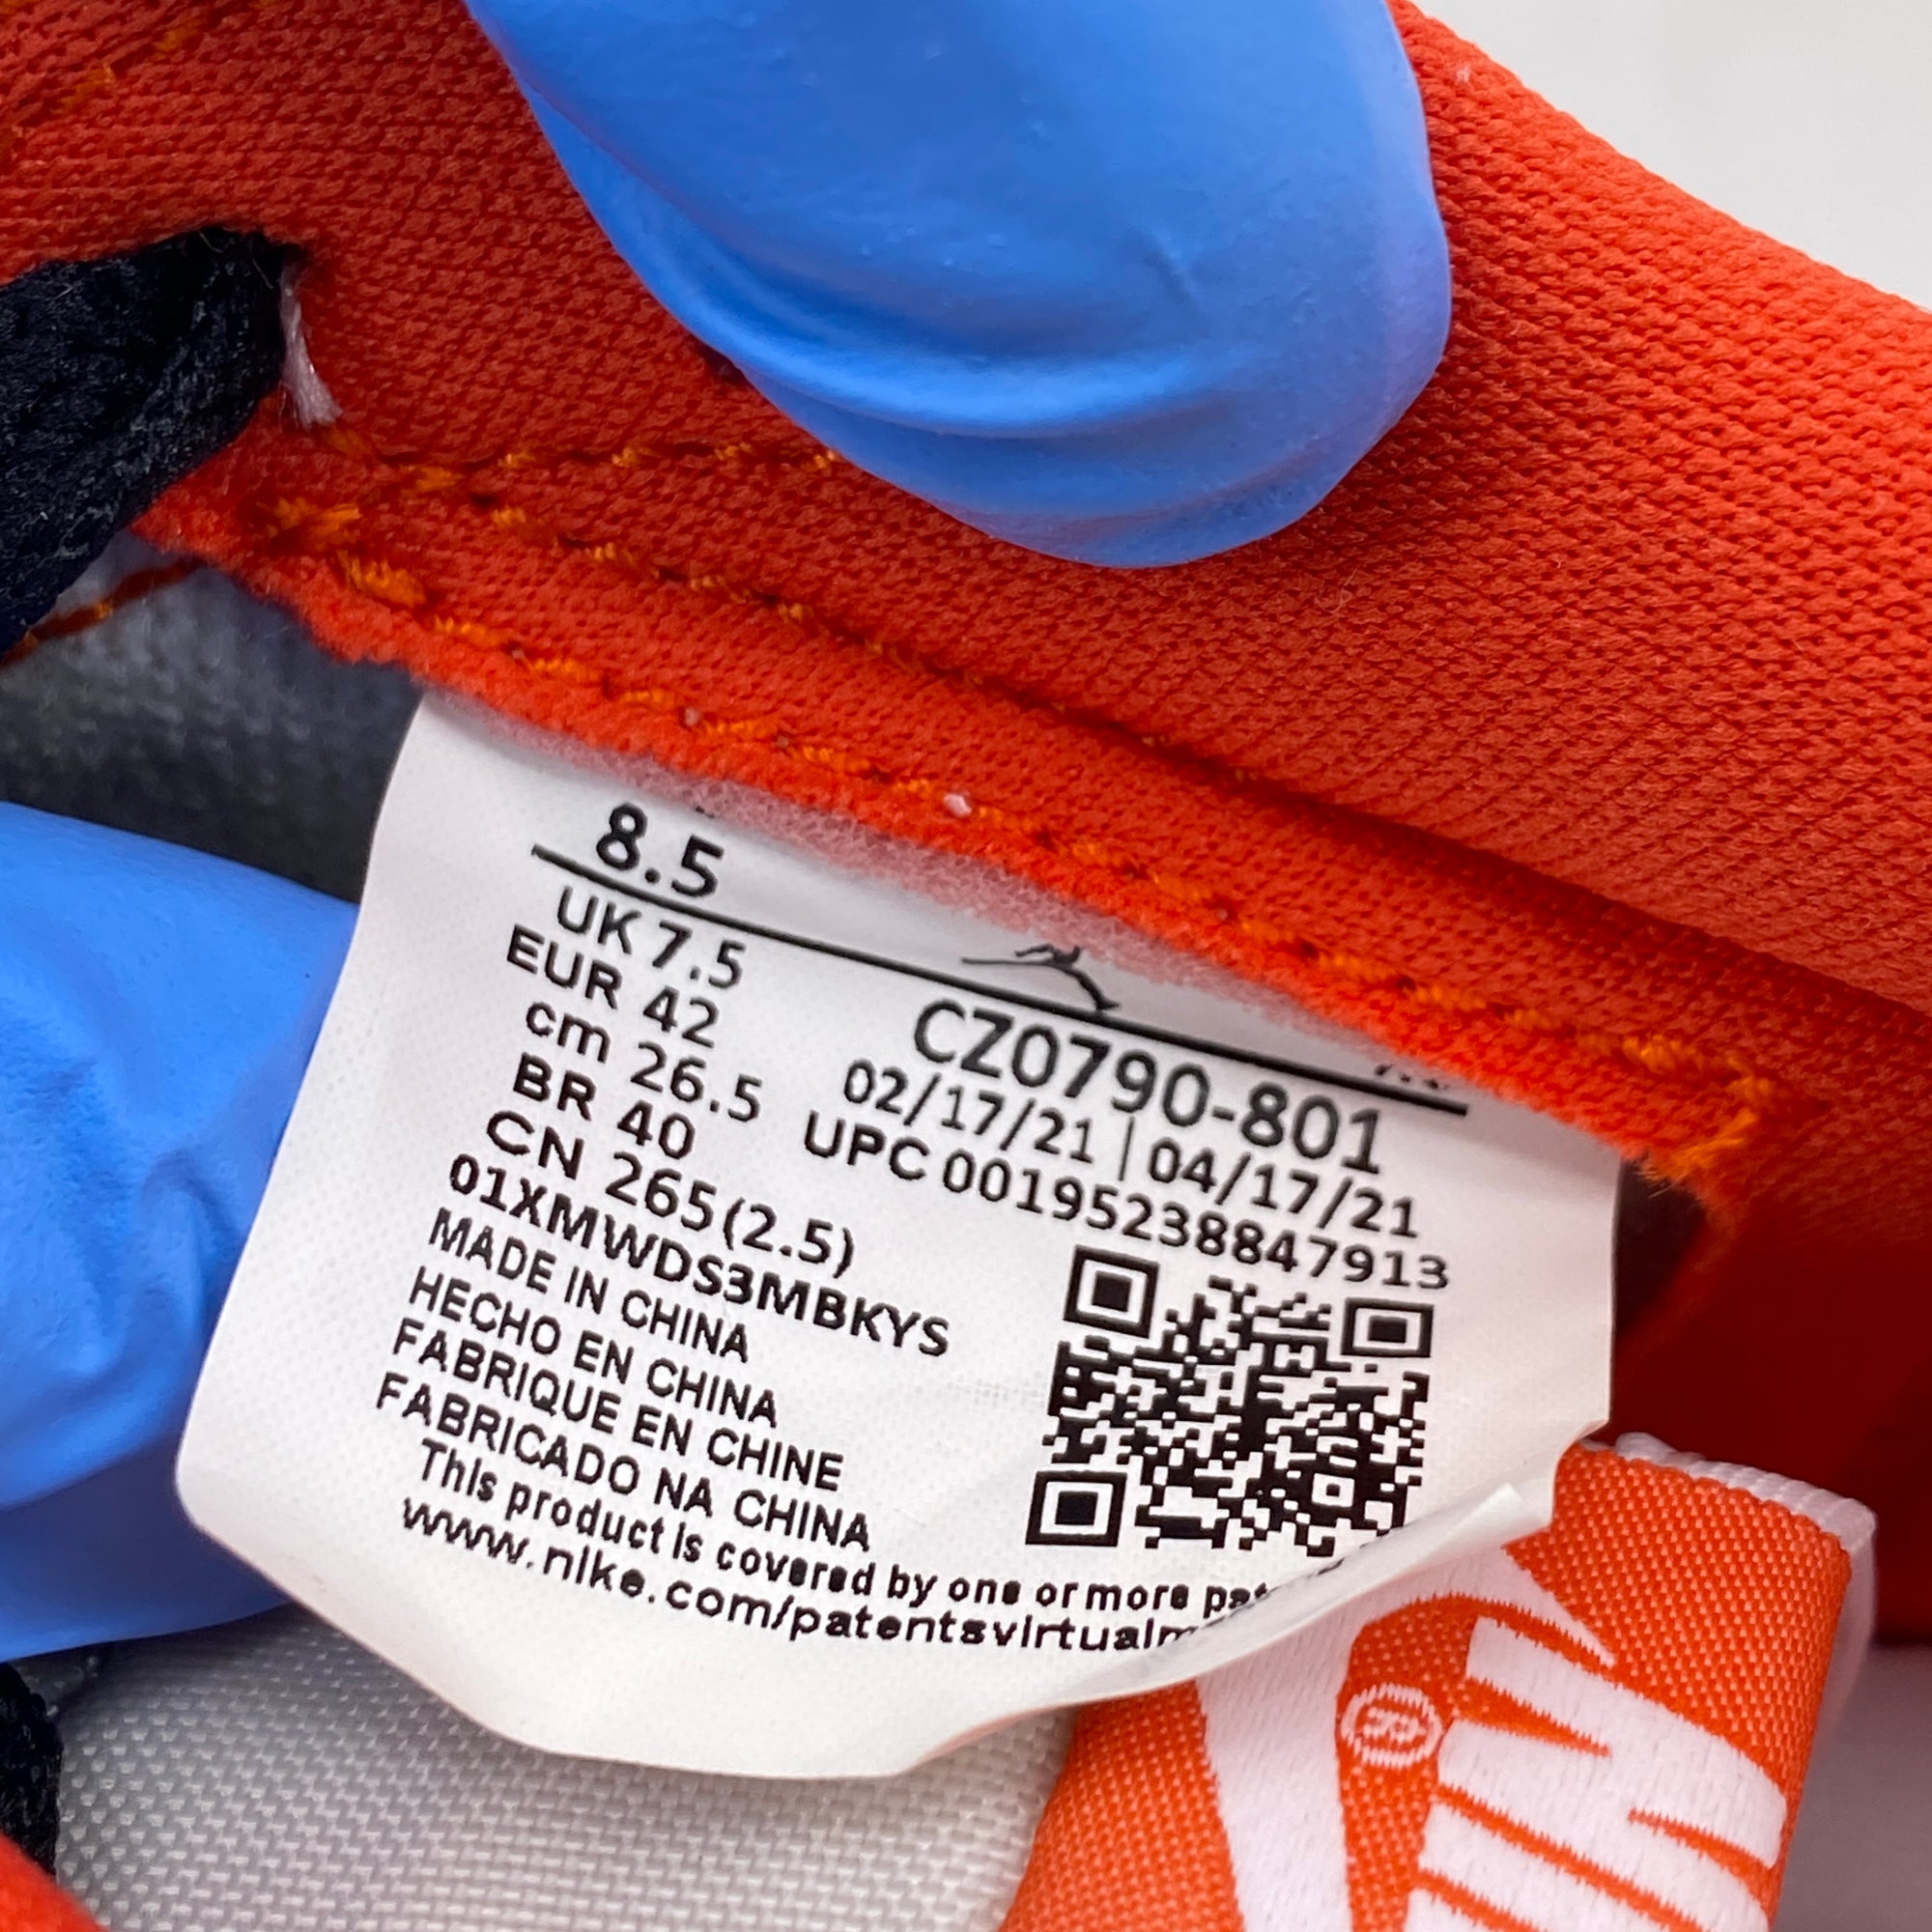 8.5
UK 7.5
EUR 42
cm 26.5
BR 40
CN 265(2.5)
01XMWDS3MBKYS
MADE IN CHINA
HECHO EN CHINA
FABRIQUE EN CHINE
FABRICADO NA CHINA
This product is covered by one or more
www.nike.com/patentsvirtualm
CZ0790-801
02/17/21 | 04/17/21
UPC 00195238847913
®